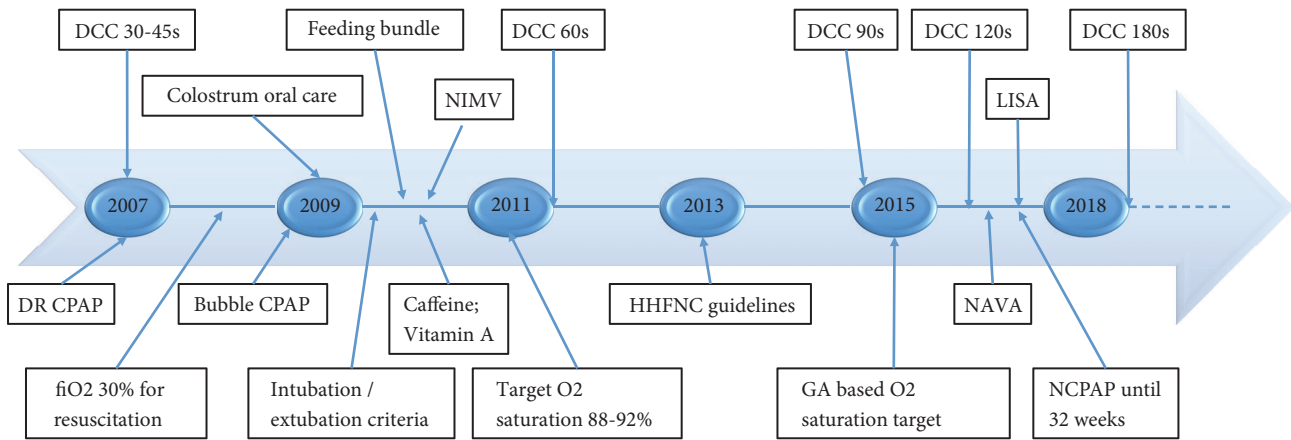 DCC 30-45s
Feeding bundle
DCC 60s
DCC 90s
DCC 120s
DCC 180s
Colostrum oral care
NIMV
LISA
2007
2009
2011
2013
2015
2018
DR CPAP
Bubble CPAP
Caffeine;
Vitamin A
HHFNC guidelines
NAVA
fiO2 30% for
resuscitation
Intubation /
extubation criteria
Target O2
saturation 88-92%
GA based O2
saturation target
NCPAP until
32 weeks